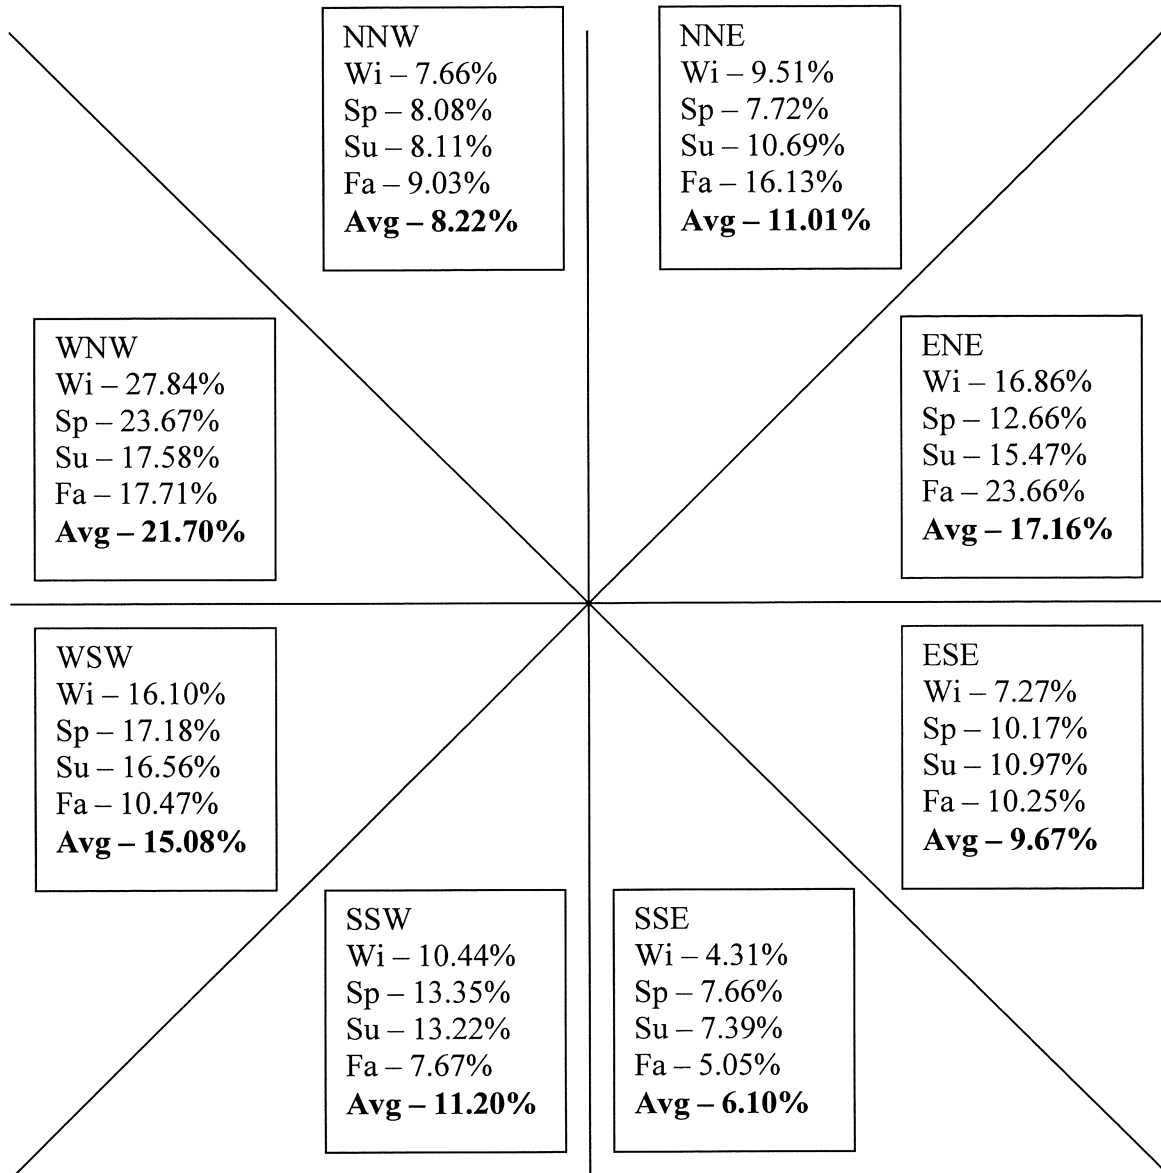 NNW
Wi – 7.66%
Sp – 8.08%
Su – 8.11%
Fa – 9.03%
Avg – 8.22%
NNE
Wi – 9.51%
Sp – 7.72%
Su – 10.69%
Fa – 16.13%
Avg – 11.01%
WNW
Wi – 27.84%
Sp – 23.67%
Su – 17.58%
Fa – 17.71%
Avg – 21.70%
ENE
Wi – 16.86%
Sp – 12.66%
Su – 15.47%
Fa – 23.66%
Avg – 17.16%
WSW
Wi – 16.10%
Sp – 17.18%
Su – 16.56%
Fa – 10.47%
Avg – 15.08%
ESE
Wi – 7.27%
Sp – 10.17%
Su – 10.97%
Fa – 10.25%
Avg – 9.67%
SSW
Wi – 10.44%
Sp – 13.35%
Su – 13.22%
Fa – 7.67%
Avg – 11.20%
SSE
Wi – 4.31%
Sp – 7.66%
Su – 7.39%
Fa – 5.05%
Avg – 6.10%